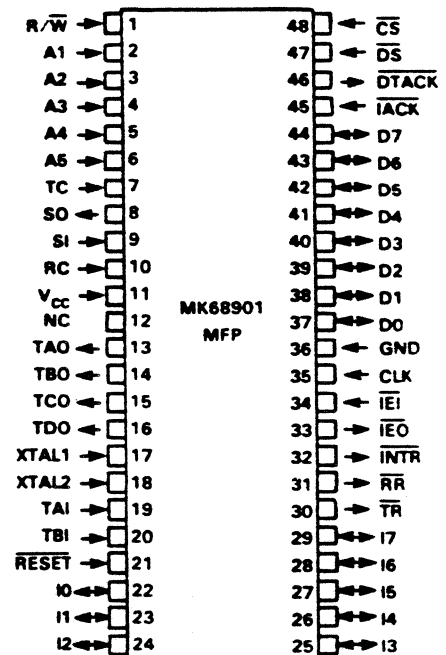 R/W 1 48 CS
A1 2 47 DS
A2 3 46 DTACK
A3 4 45 IACK
A4 5 44 D7
A5 6 43 D6
TC 7 42 D5
SO 8 41 D4
SI 9 40 D3
RC 10 39 D2
VCC 11 38 D1
NC 12 37 D0
MK68901
MFP
TAO 13 36 GND
TBO 14 35 CLK
TCO 15 34 IEI
TDO 16 33 IEO
XTAL1 17 32 INTR
XTAL2 18 31 RR
TAI 19 30 TR
TBI 20 29 I7
RESET 21 28 I6
I0 22 27 I5
I1 23 26 I4
I2 24 25 I3